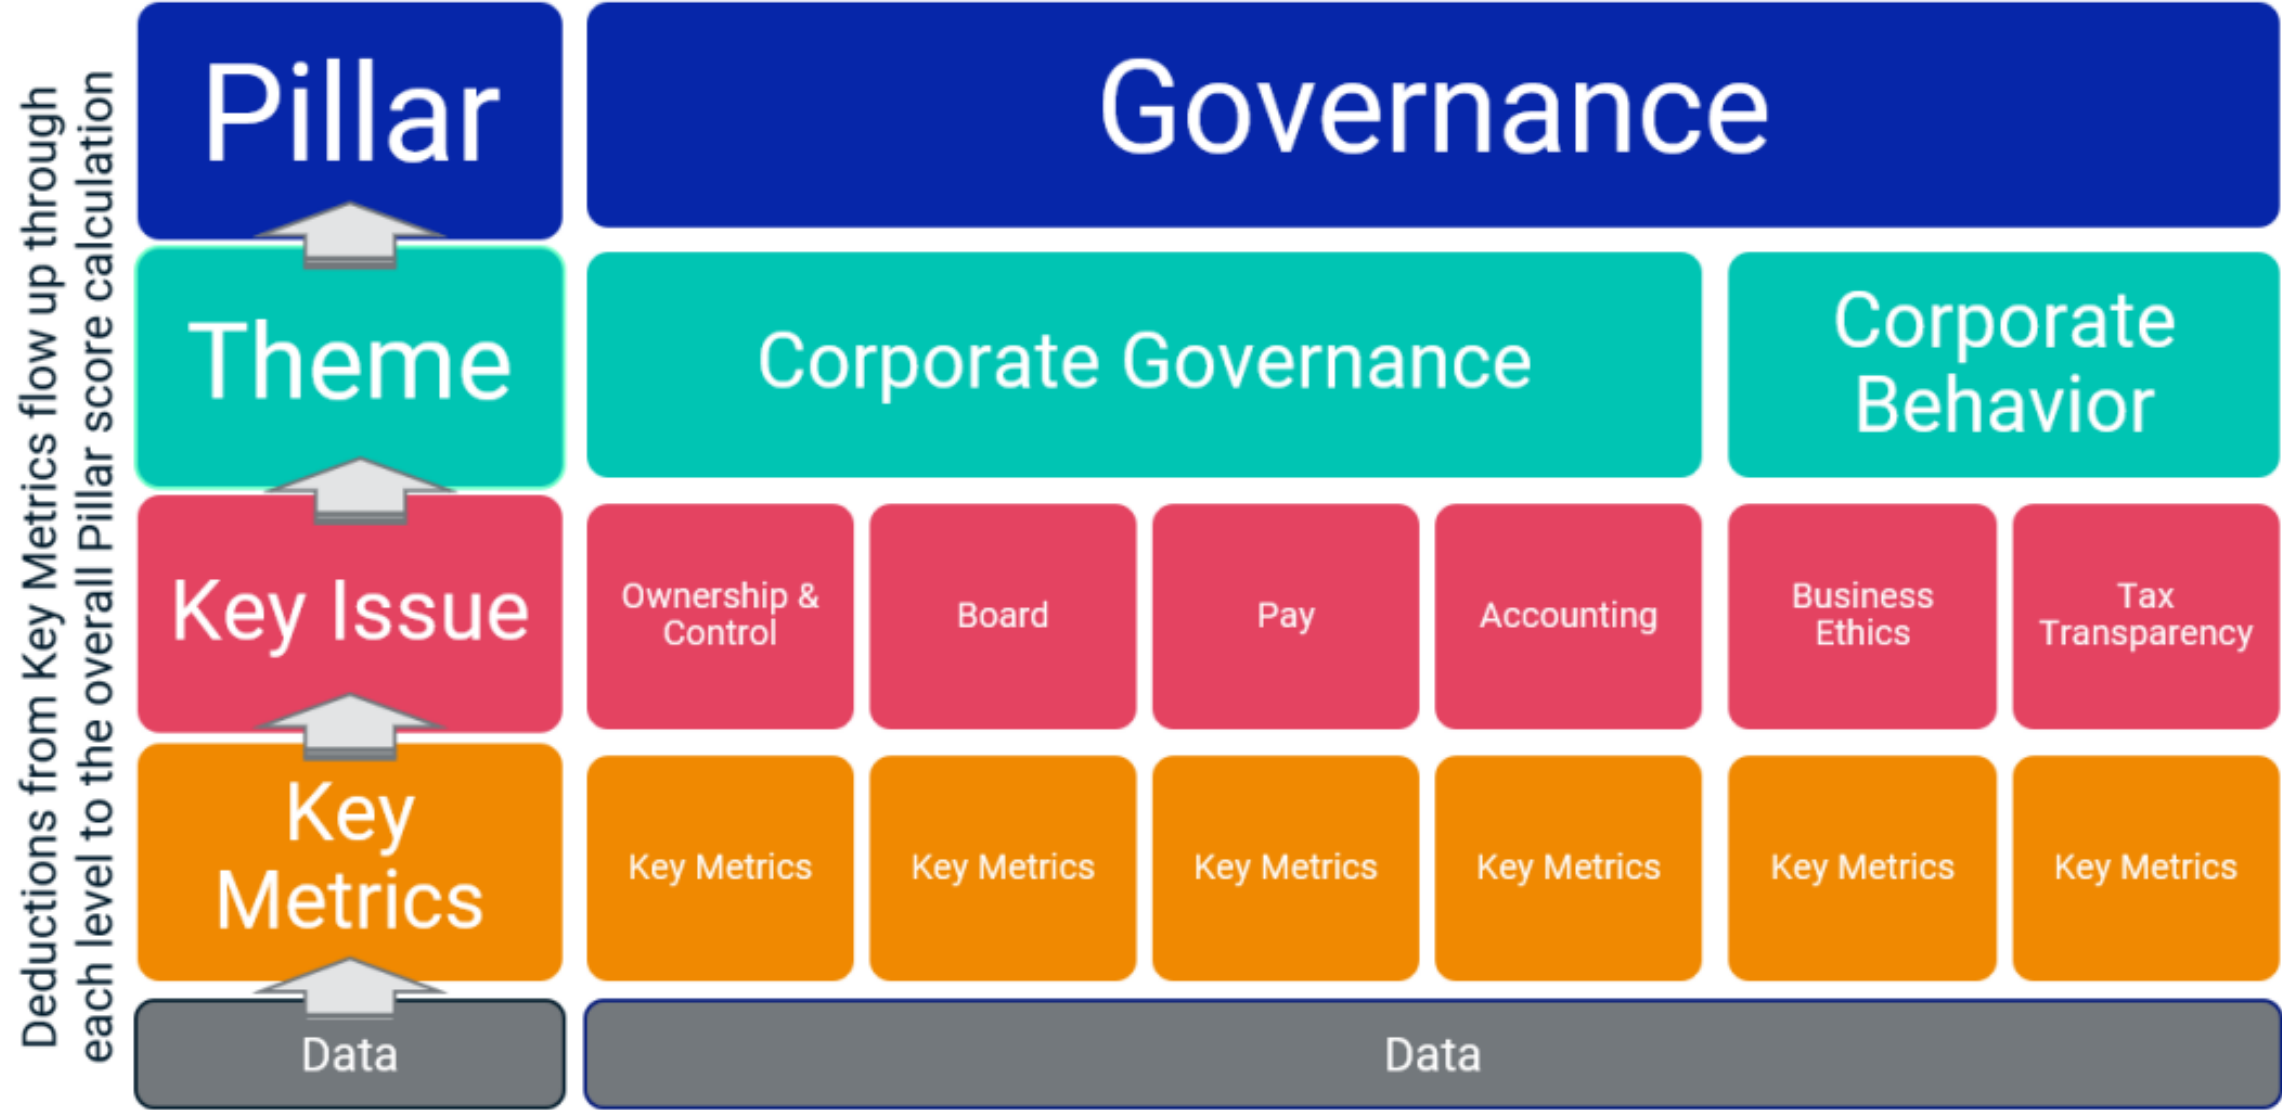 Deductions from Key Metrics flow up through
each level to the overall Pillar score calculation
Pillar
Governance
Theme
Corporate Governance
Corporate
Behavior
Key Issue
Ownership &
Control
Board
Pay
Accounting
Business
Ethics
Tax
Transparency
Key
Metrics
Key Metrics
Key Metrics
Key Metrics
Key Metrics
Key Metrics
Key Metrics
Data
Data